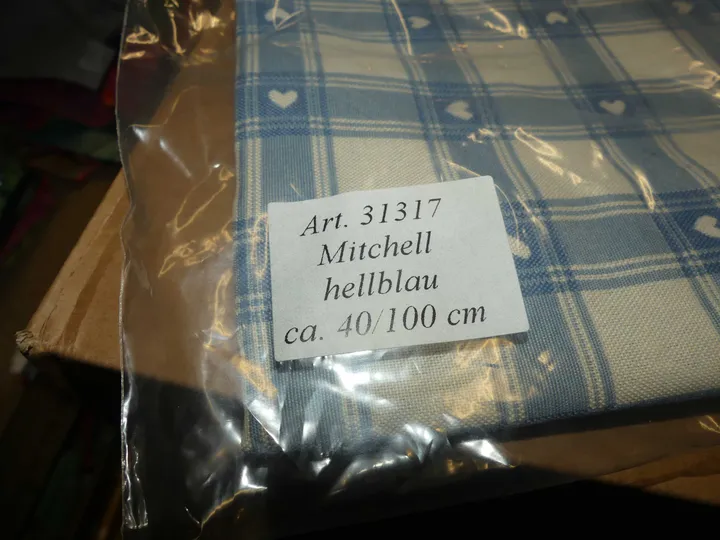 Art. 31317
Mitchell
hellblau
ca. 40/100 cm